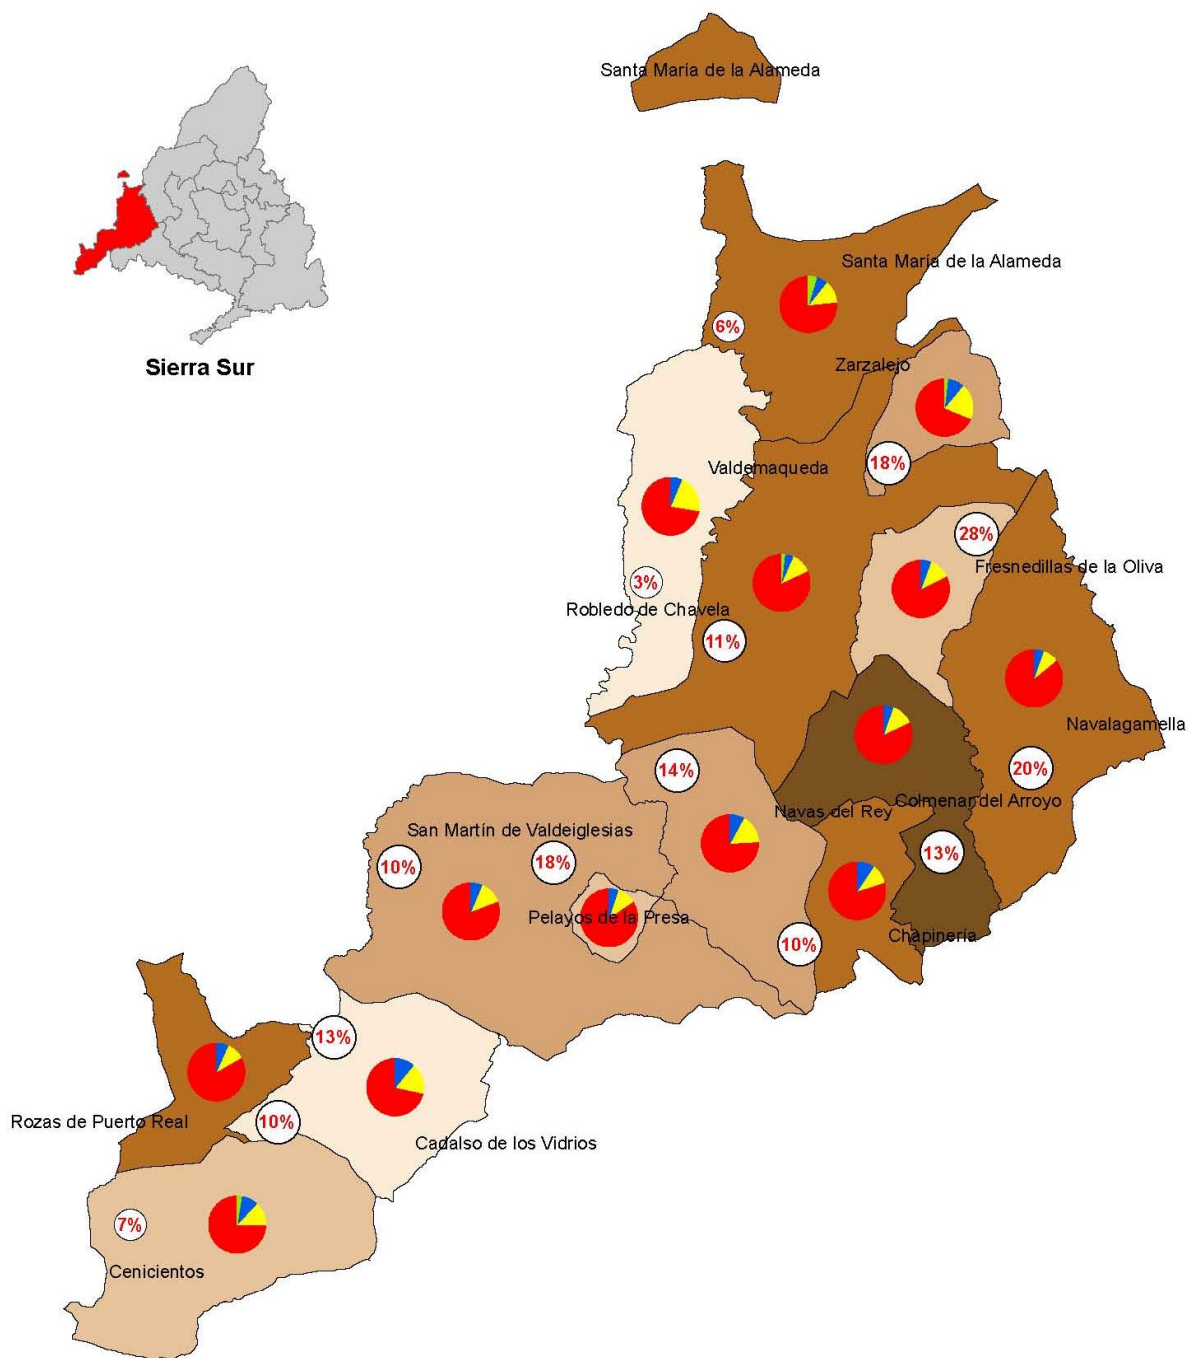 Santa María de la Alameda
Sierra Sur
Santa María de la Alameda
6%
Zarzalejo
Valdemaqueda
18%
28%
Fresnedillas de la Oliva
3%
Robledo de Chavela
11%
Navalagamella
14%
20%
Navas del Rey
Colmenar del Arroyo
San Martín de Valdeiglesias
10%
18%
13%
Pelayos de la Presa
Chapinería
10%
13%
Rozas de Puerto Real
10%
Cadalso de los Vidrios
7%
Cenicientos